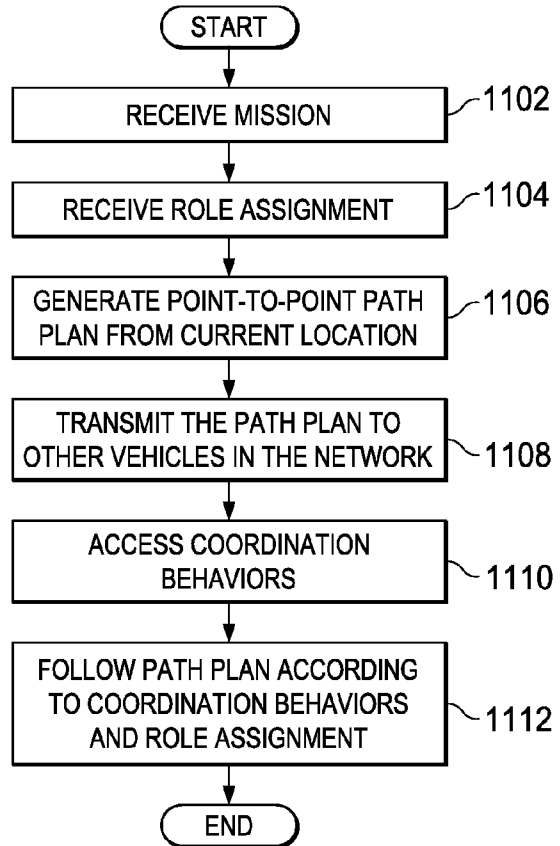 START
RECEIVE MISSION
1102
RECEIVE ROLE ASSIGNMENT
1104
GENERATE POINT-TO-POINT PATH
PLAN FROM CURRENT LOCATION
1106
TRANSMIT THE PATH PLAN TO
OTHER VEHICLES IN THE NETWORK
1108
ACCESS COORDINATION
BEHAVIORS
1110
FOLLOW PATH PLAN ACCORDING
TO COORDINATION BEHAVIORS
AND ROLE ASSIGNMENT
1112
END